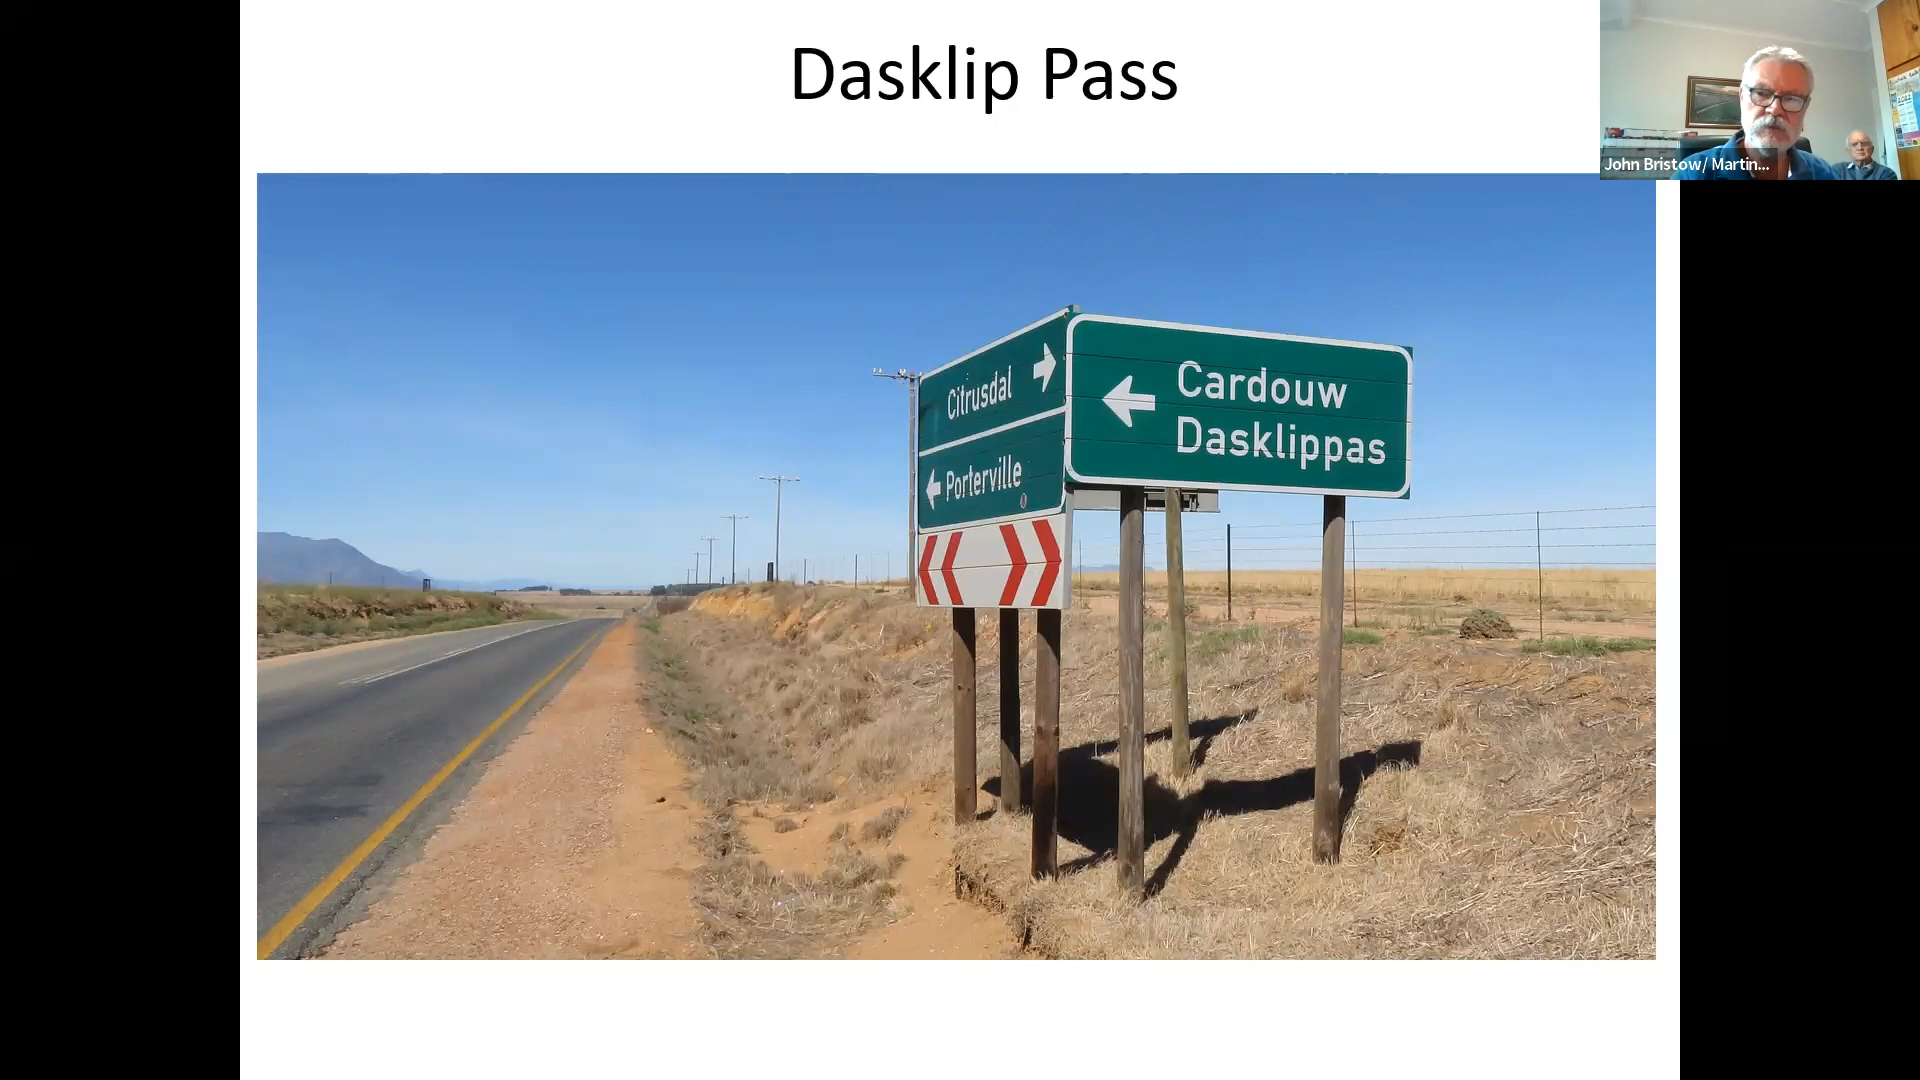 Dasklip Pass
John Bristow/ Martin...
Citrusdal
Porterville
Cardouw
Dasklippas